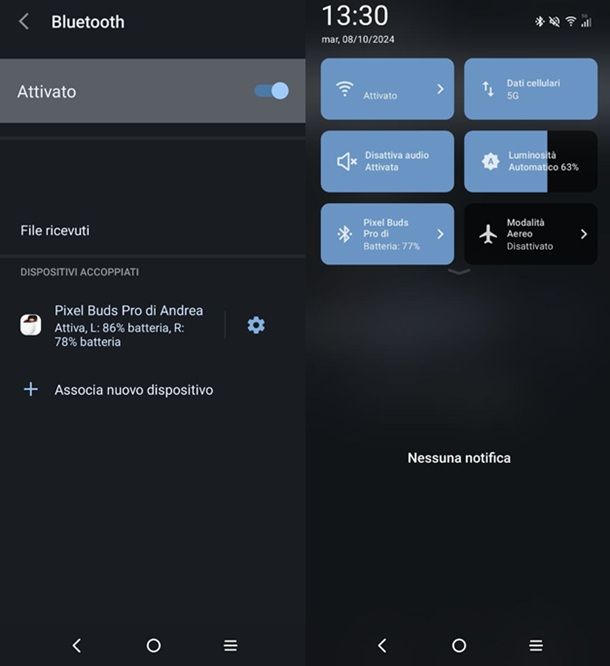 Bluetooth
Attivato
File ricevuti
DISPOSITIVI ACCOPPIATI
Pixel Buds Pro di Andrea
Attiva, L: 86% batteria, R:
78% batteria
Associa nuovo dispositivo
13:30
mar, 08/10/2024
5G
Attivato
Dati cellulari
5G
Disattiva audio
Attivata
A
Luminosità
Automatico 63%
Pixel Buds
Pro di
Batteria: 77%
Modalità
Aereo
Disattivato
Nessuna notifica